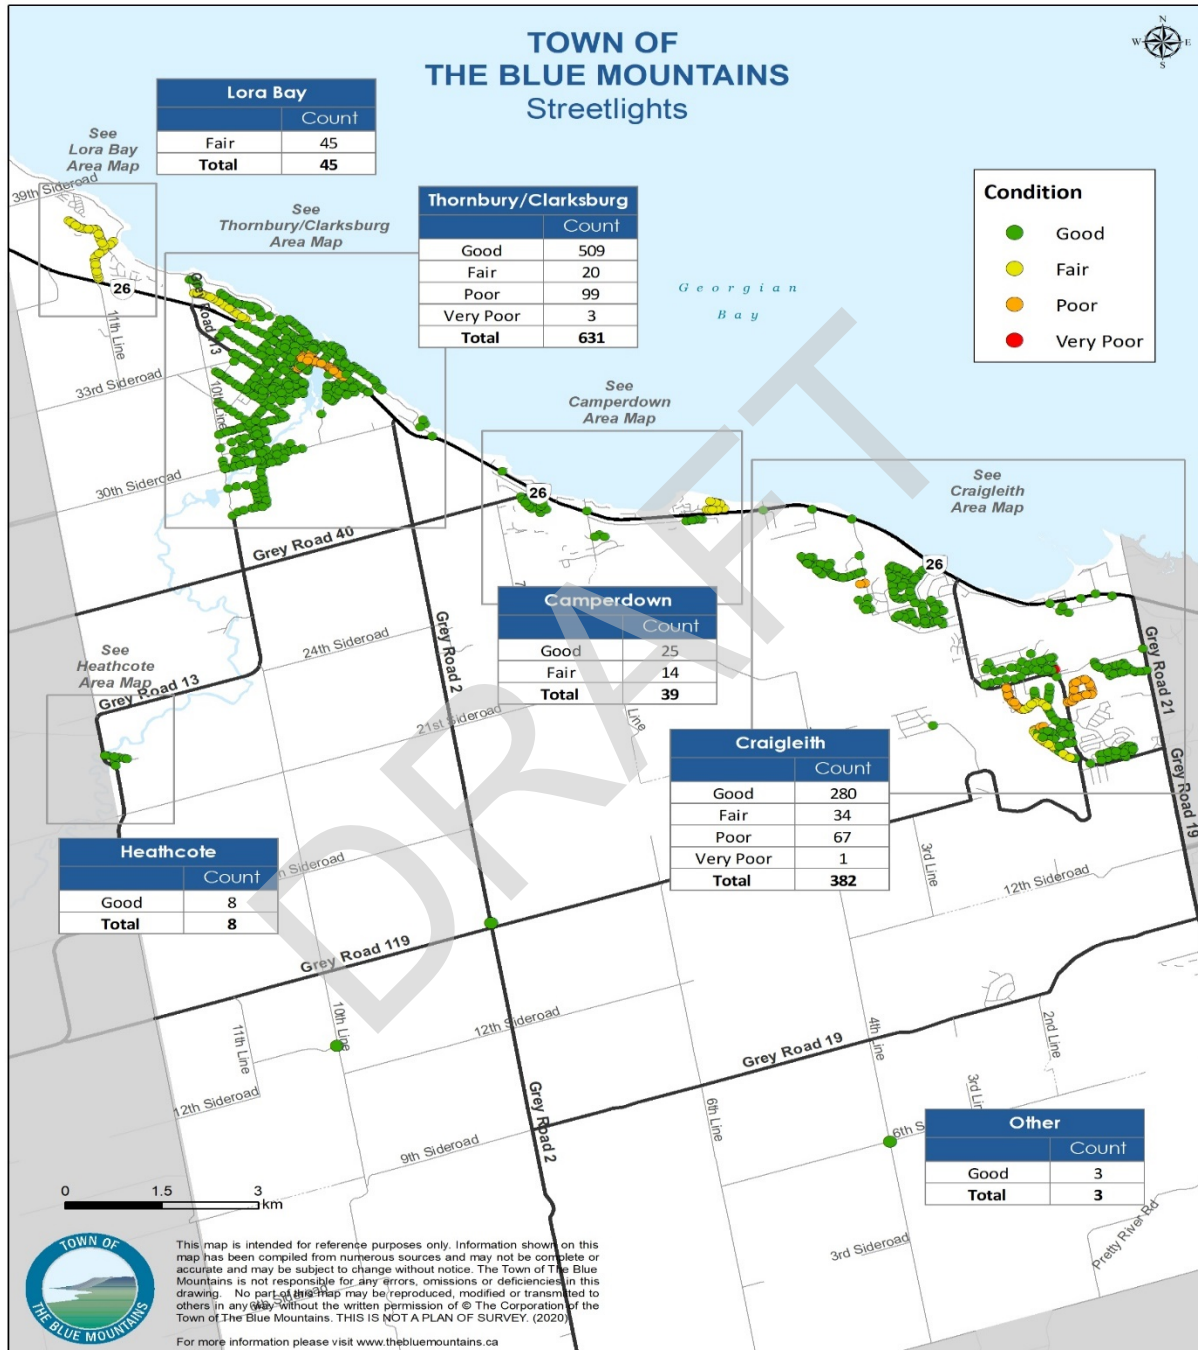 TOWN OF
THE BLUE MOUNTAINS
Streetlights
N
W E
S
Lora Bay
Count
Fair 45
Total 45
See
Lora Bay
Area Map
39th Sideroad
See
Thornbury/Clarksburg
Area Map
Thornbury/Clarksburg
Count
Good 509
Fair 20
Poor 99
Very Poor 3
Total 631
Condition
Good
Fair
Poor
Very Poor
Georgian
Bay
26
11th Line
Grey Road 13
33rd Sideroad
10th Line
30th Sideroad
See
Camperdown
Area Map
26
See
Craigleith
Area Map
26
Grey Road 40
Camperdown
Count
Good 25
Fair 14
Total 39
24th Sideroad
Grey Road 2
21st Sideroad
Line
See
Heathcote
Area Map
Grey Road 13
Grey Road 21
Grey Road 19
Craigleith
Count
Good 280
Fair 34
Poor 67
Very Poor 1
Total 382
Heathcote
Count
Good 8
Total 8
Sideroad
3rd Line
12th Sideroad
Grey Road 119
DRAFT
11th Line
10th Line
12th Sideroad
12th Sideroad
Grey Road 19
4th Line
2nd Line
3rd Line
6th Line
9th Sideroad
Grey Road 2
6th S
Other
Count
Good 3
Total 3
3rd Sideroad
Pretty River Rd
6th Sideroad
0 1.5 3
km
TOWN OF
THE BLUE MOUNTAINS
This map is intended for reference purposes only. Information shown on this
map has been compiled from numerous sources and may not be complete or
accurate and may be subject to change without notice. The Town of The Blue
Mountains is not responsible for any errors, omissions or deficiencies in this
drawing. No part of this map may be reproduced, modified or transmitted to
others in any way without the written permission of © The Corporation of the
Town of The Blue Mountains. THIS IS NOT A PLAN OF SURVEY. (2020)
For more information please visit www.thebluemountains.ca